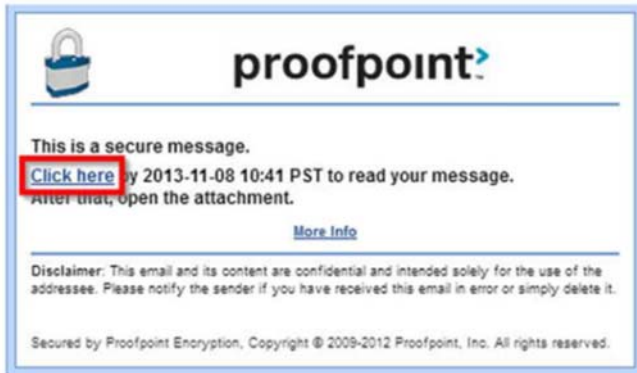 proofpoint
This is a secure message.
Click here by 2013-11-08 10:41 PST to read your message.
After that, open the attachment.
More Info
Disclaimer: This email and its content are confidential and intended solely for the use of the
addressee. Please notify the sender if you have received this email in error or simply delete it.
Secured by Proofpoint Encryption, Copyright © 2009-2012 Proofpoint, Inc. All rights reserved.